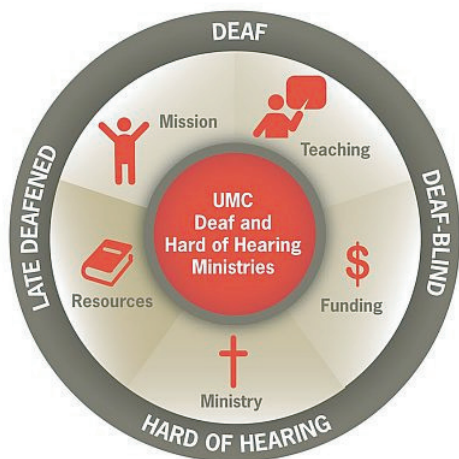 DEAF
Mission
Teaching
LATE DEAFENED
UMC
Deaf and
Hard of Hearing
Ministries
DEAF-BLIND
Resources
$
Funding
Ministry
HARD OF HEARING